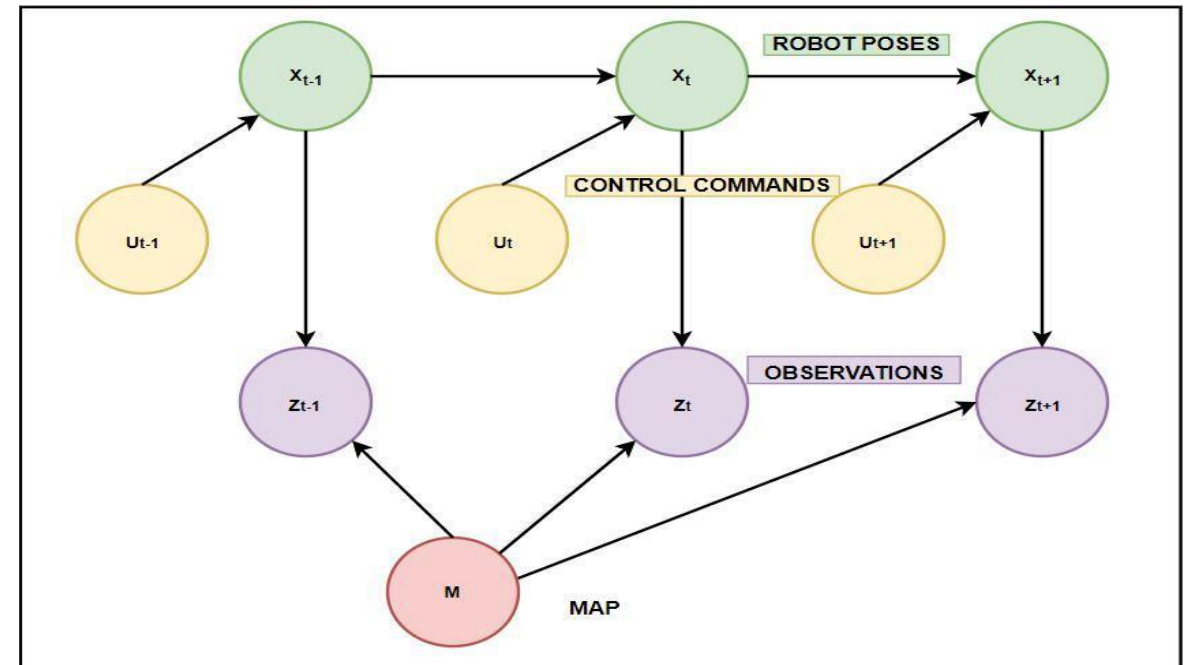 ROBOT POSES
Xt-1
Xt
Xt+1
CONTROL COMMANDS
Ut-1
Ut
Ut+1
OBSERVATIONS
Zt-1
Zt
Zt+1
M
MAP